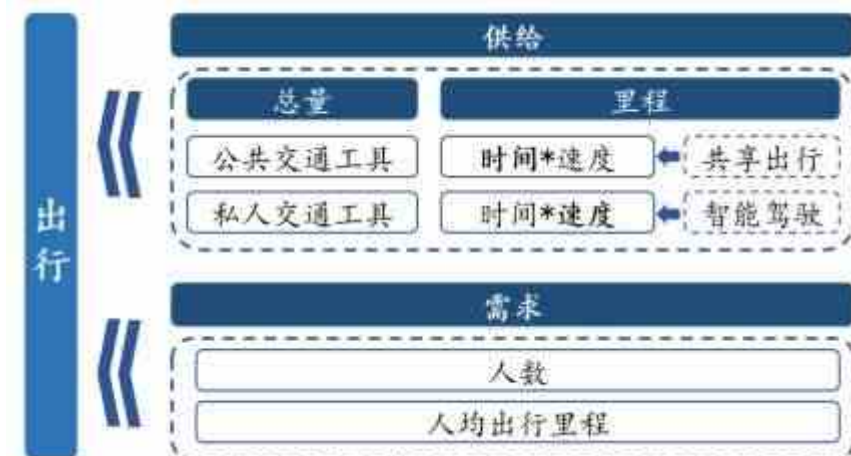 出行
供给
总量 里程
公共交通工具 时间*速度 共享出行
私人交通工具 时间*速度 智能驾驶
需求
人数
人均出行里程